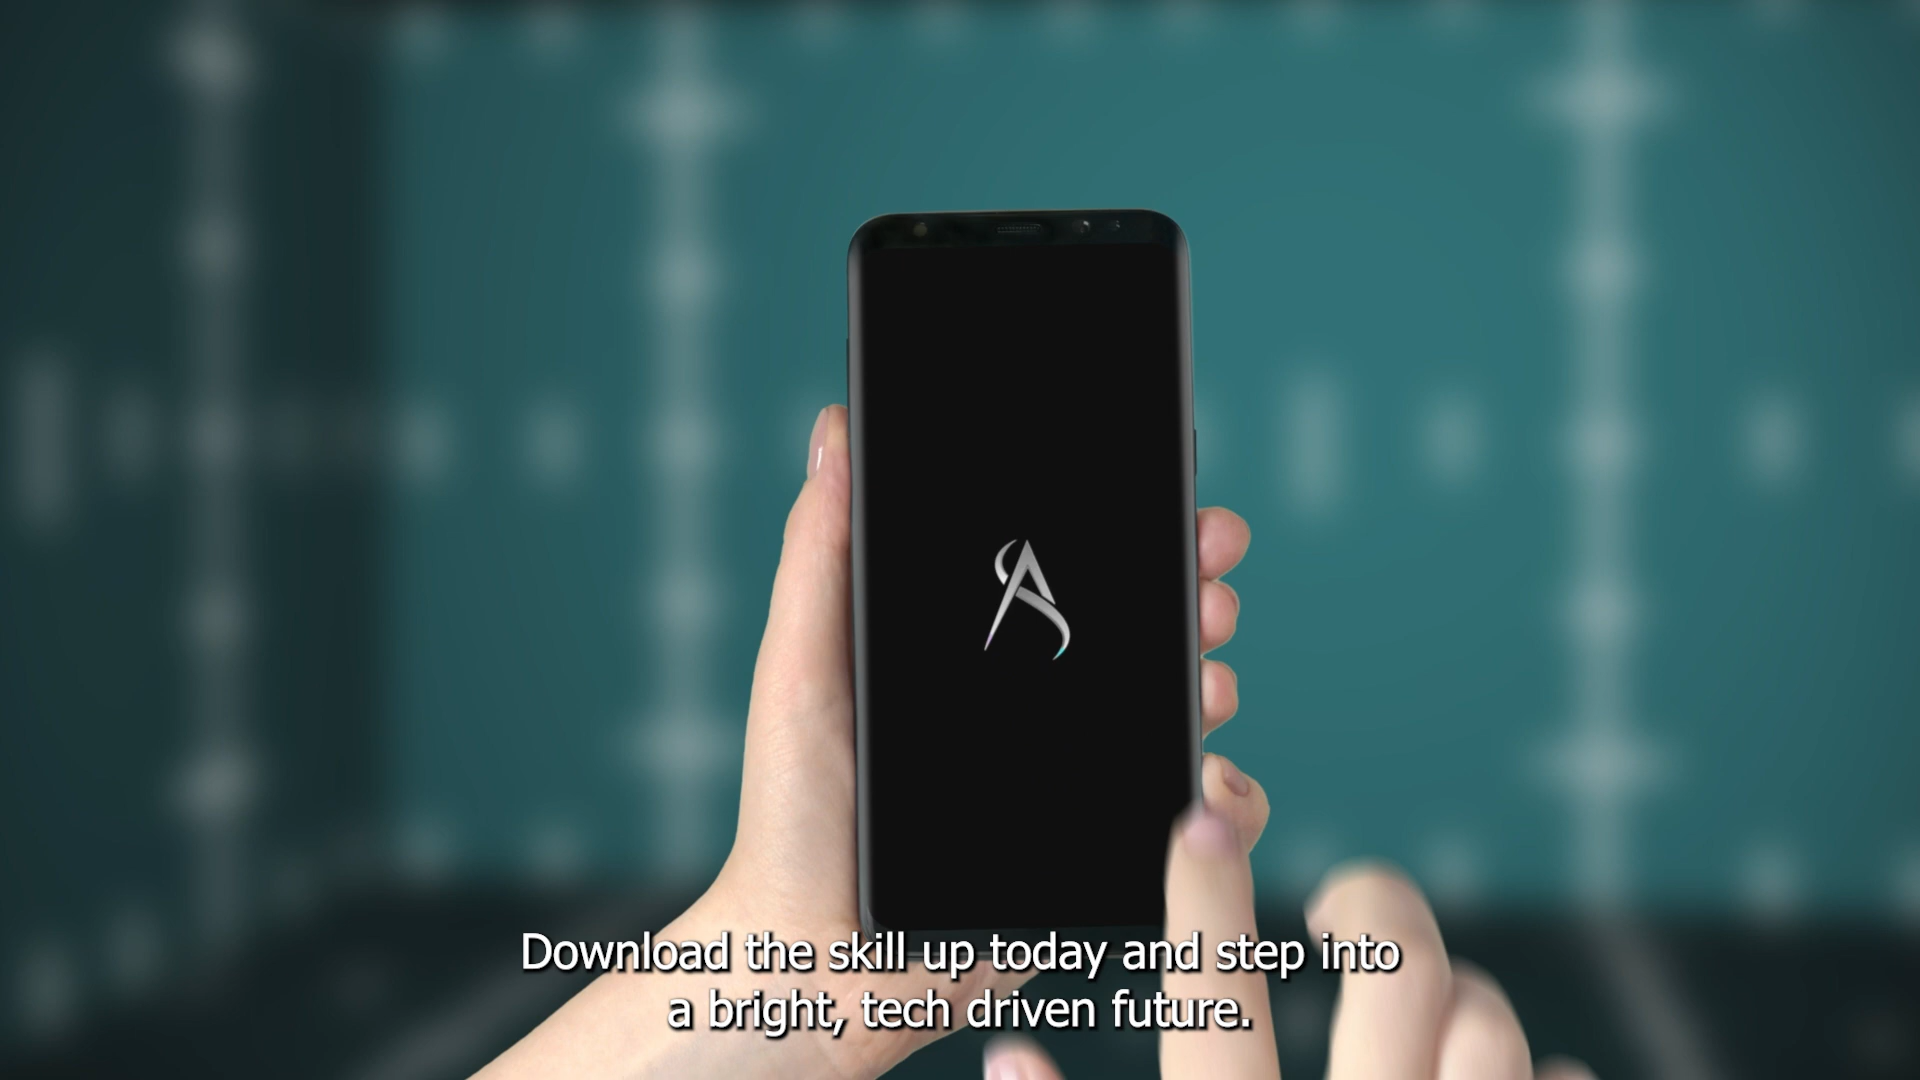 Download the skill up today and step into
a bright, tech driven future.